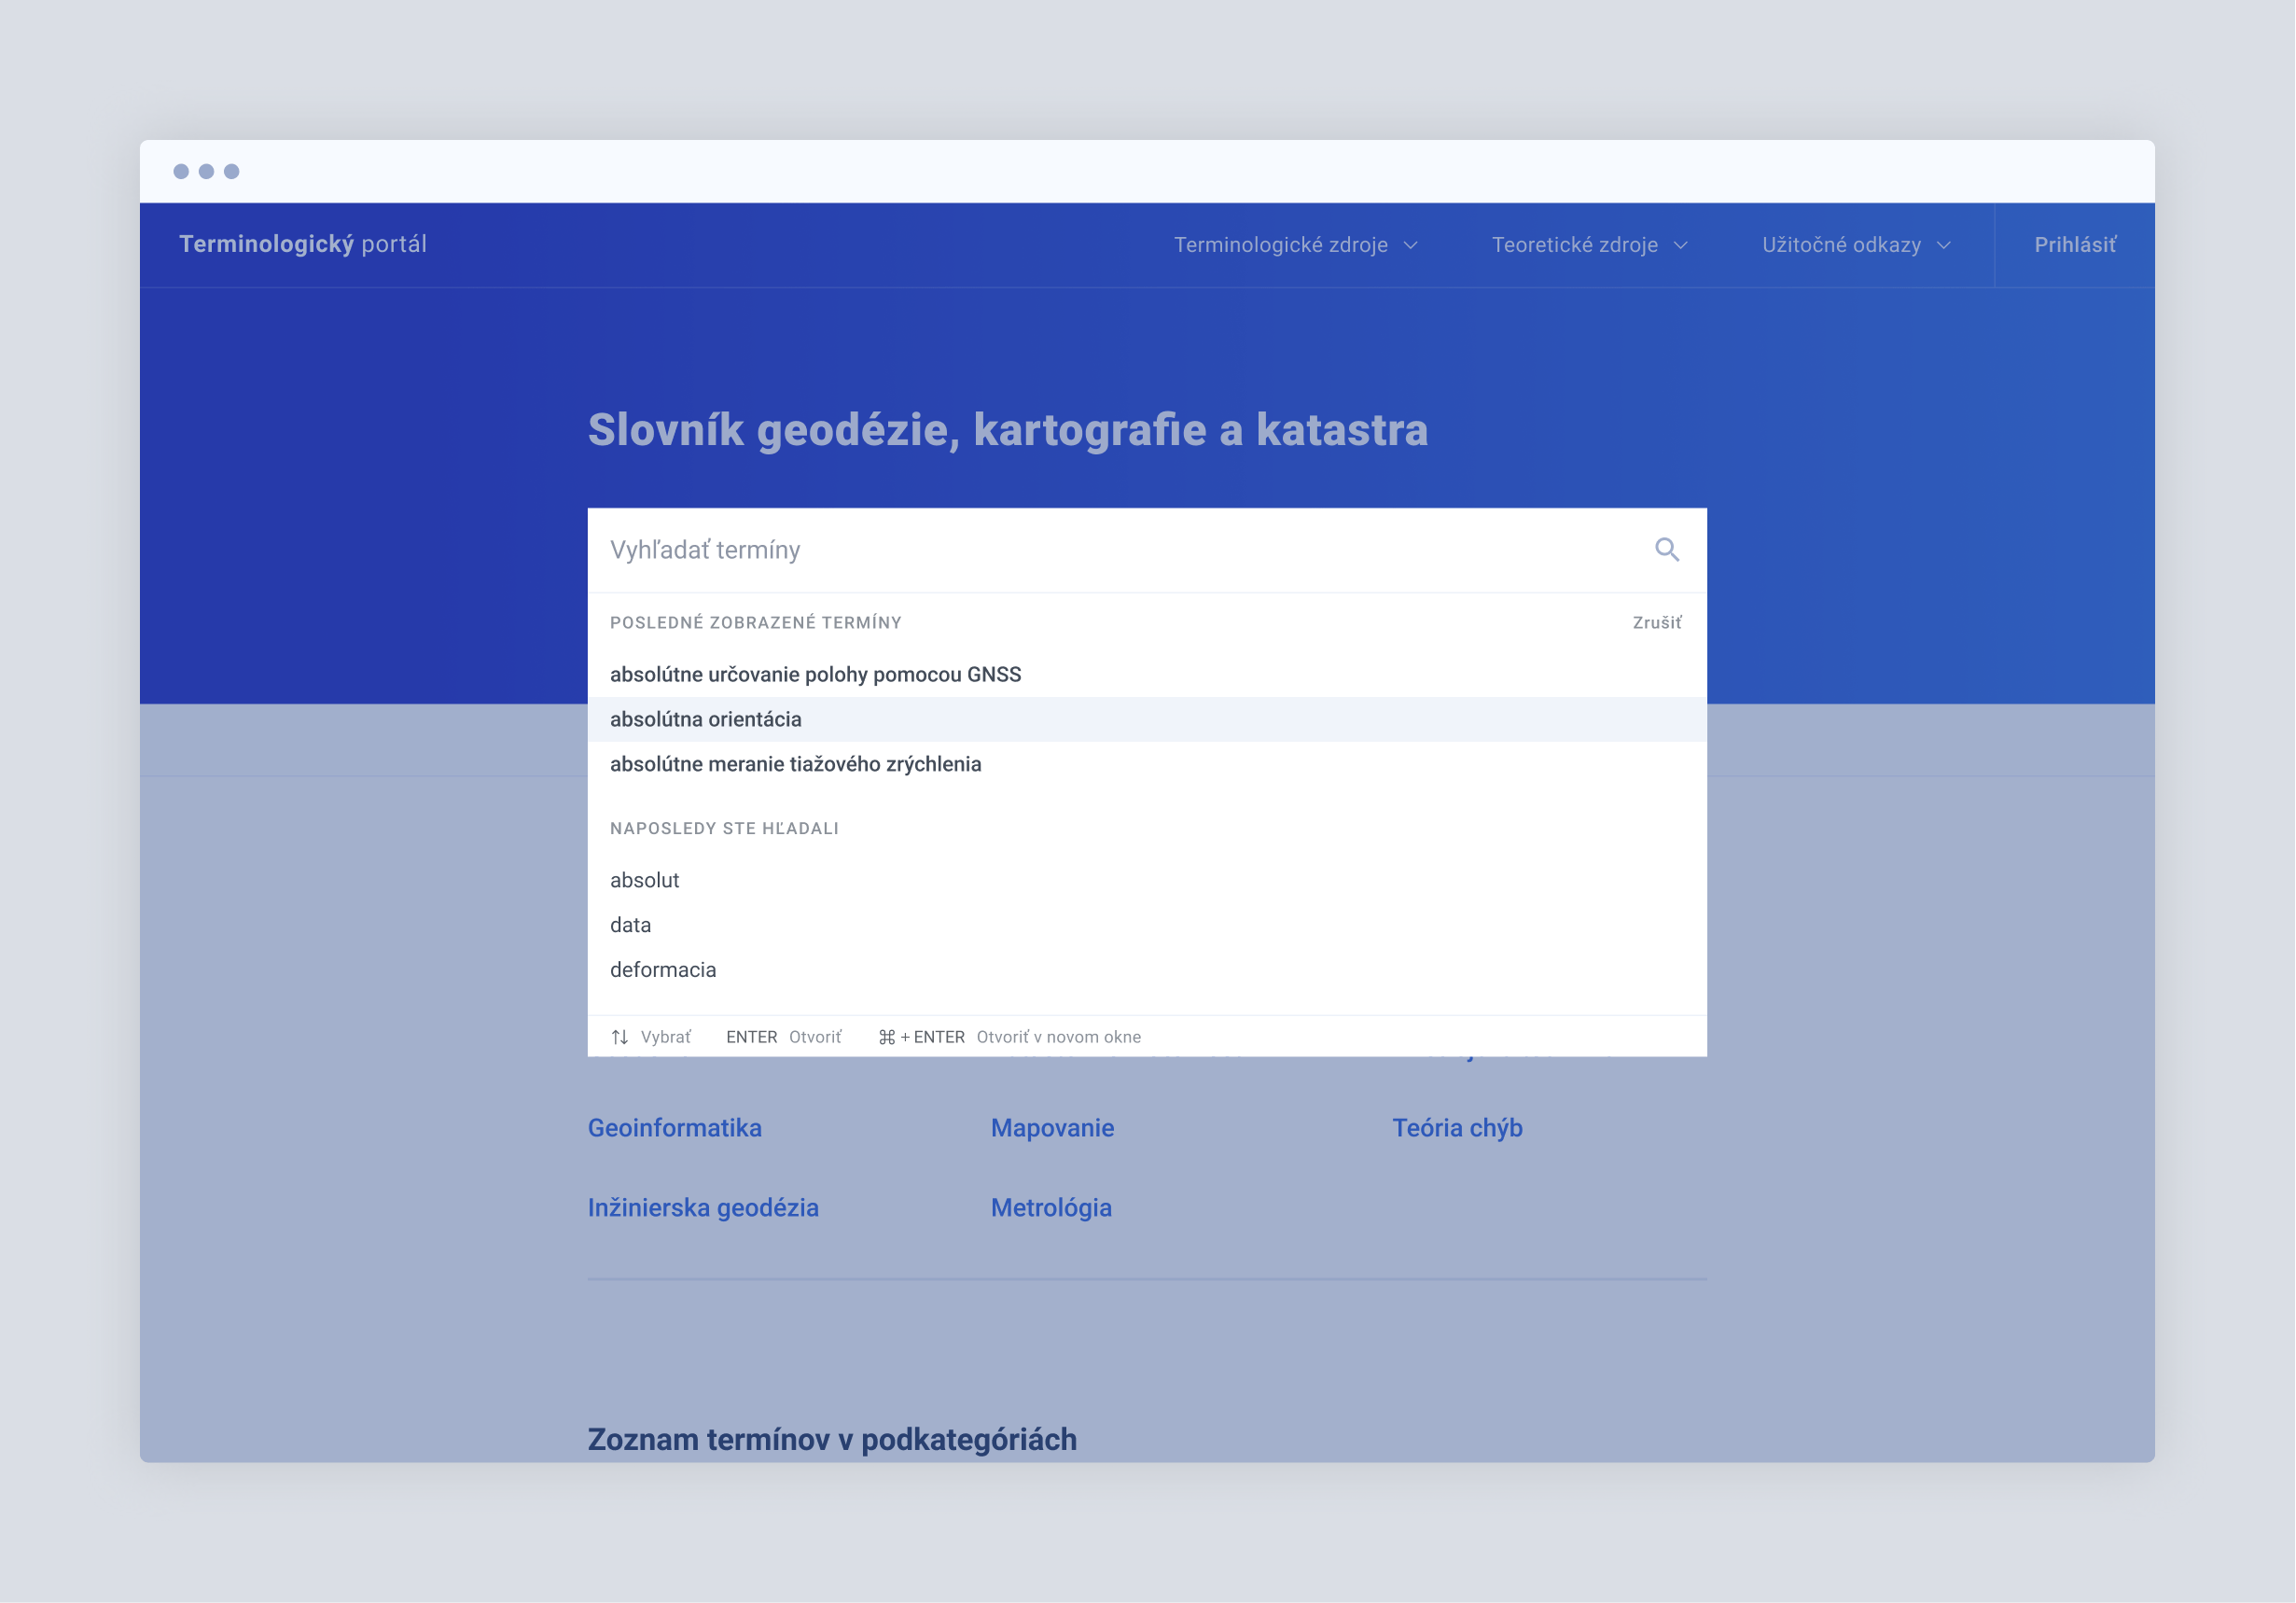 Terminologický portál
Terminologické zdroje
Teoretické zdroje
Užitočné odkazy
Prihlásiť
Slovník geodézie, kartografie a katastra
Vyhľadať termíny
POSLEDNÉ ZOBRAZENÉ TERMÍNY
Zrušiť
absolútne určovanie polohy pomocou GNSS
absolútna orientácia
absolútne meranie tiažového zrýchlenia
NAPOSLEDY STE HĽADALI
absolut
data
deformacia
⇅ Vybrať ENTER Otvoriť ⌘ + ENTER Otvoriť v novom okne
Geoinformatika
Mapovanie
Teória chýb
Inžinierska geodézia
Metrológia
Zoznam termínov v podkategóriách